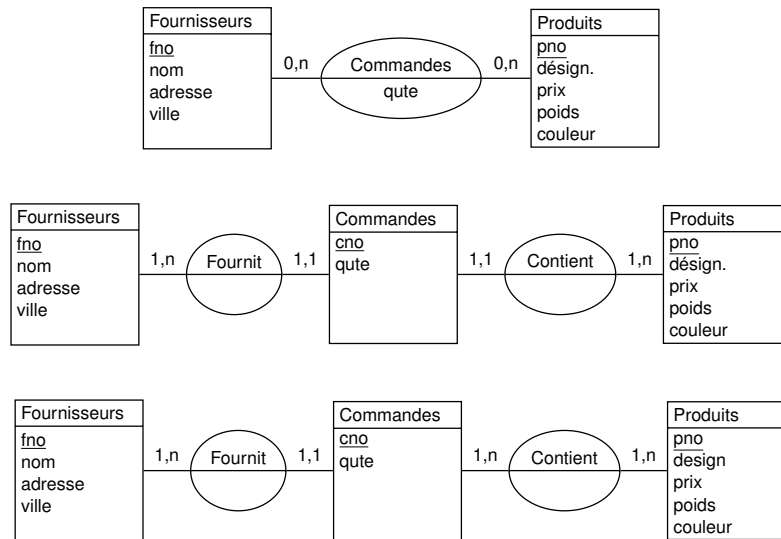 Fournisseurs
fno
nom
adresse
ville
0,n
Commandes
qute
0,n
Produits
pno
désign.
prix
poids
couleur
Fournisseurs
fno
nom
adresse
ville
1,n
Fournit
1,1
Commandes
cno
qute
1,1
Contient
1,n
Produits
pno
désign.
prix
poids
couleur
Fournisseurs
fno
nom
adresse
ville
1,n
Fournit
1,1
Commandes
cno
qute
1,n
Contient
1,n
Produits
pno
design
prix
poids
couleur